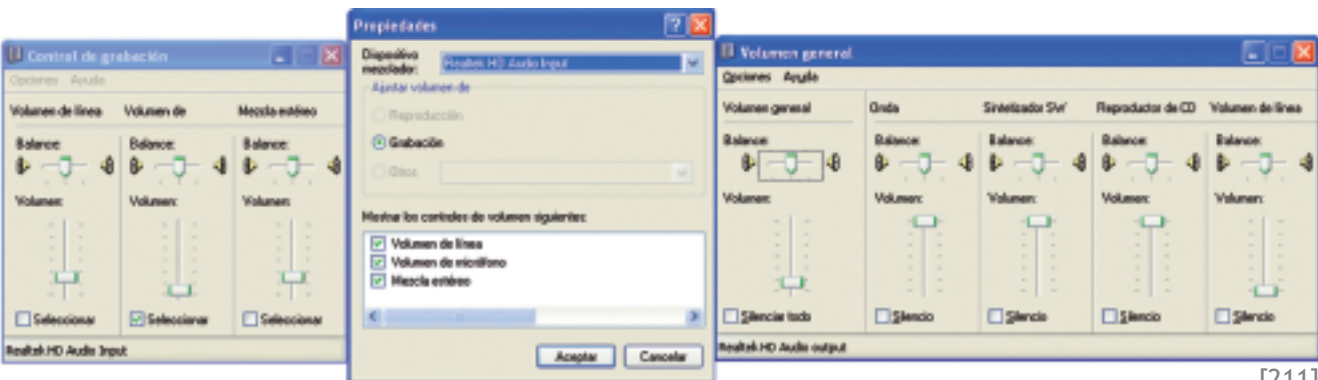 Control de grabación
Opciones Ayuda
Volumen de línea Volumen de Mezcla estéreo
Balance: Balance: Balance:
Volumen: Volumen: Volumen:
Seleccionar Seleccionar Seleccionar
Realtek HD Audio Input
Propiedades
Dispositivo mezclador: Realtek HD Audio Input
Ajustar volumen de
Reproducción
Grabación
Otros
Mostrar los controles de volumen siguientes:
Volumen de línea
Volumen de micrófono
Mezcla estéreo
Aceptar Cancelar
Volumen general
Opciones Ayuda
Volumen general Onda Sintetizador SW Reproductor de CD Volumen de línea
Balance: Balance: Balance: Balance: Balance:
Volumen: Volumen: Volumen: Volumen: Volumen:
Silenciar todo Silencio Silencio Silencio Silencio
Realtek HD Audio output
[211]